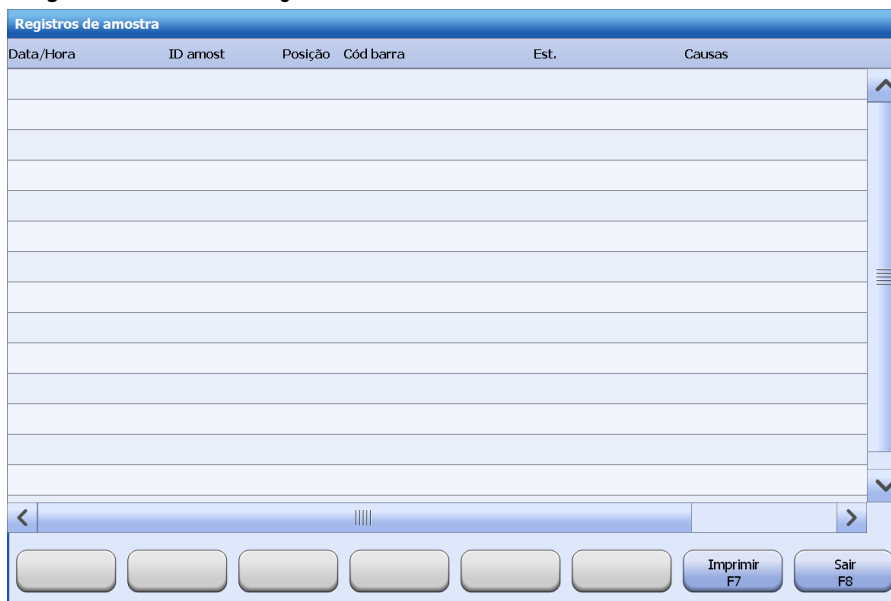 Registros de amostra
Data/Hora ID amost Posição Cód barra Est. Causas
Imprimir
F7
Sair
F8